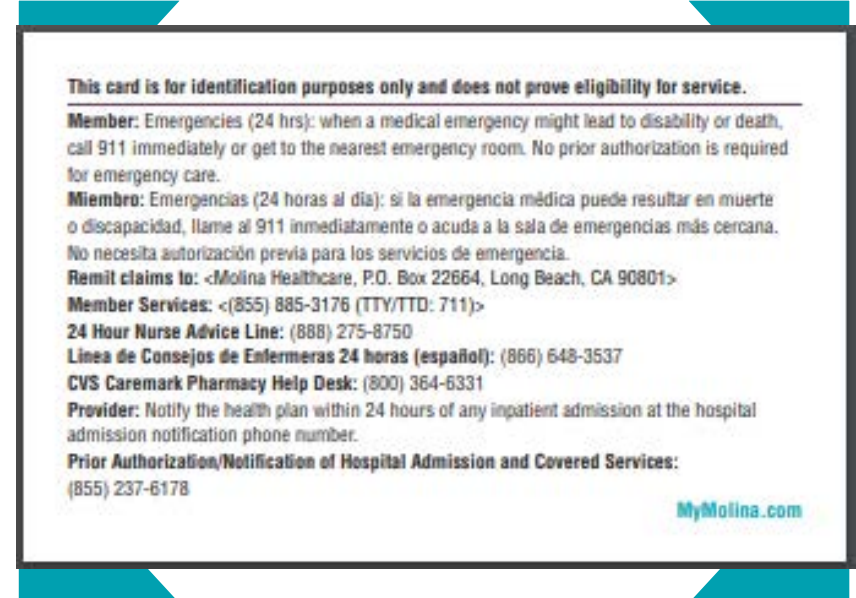 This card is for identification purposes only and does not prove eligibility for service.
Member: Emergencies (24 hrs): when a medical emergency might lead to disability or death,
call 911 immediately or get to the nearest emergency room. No prior authorization is required
for emergency care.
Miembro: Emergencias (24 horas al día): si la emergencia médica puede resultar en muerte
o discapacidad, llame al 911 inmediatamente o acuda a la sala de emergencias más cercana.
No necesita autorización previa para los servicios de emergencia.
Remit claims to: <Molina Healthcare, P.O. Box 22664, Long Beach, CA 90801>
Member Services: <(855) 885-3176 (TTY/TTD: 711)>
24 Hour Nurse Advice Line: (888) 275-8750
Linea de Consejos de Enfermeras 24 horas (español): (866) 648-3537
CVS Caremark Pharmacy Help Desk: (800) 364-6331
Provider: Notify the health plan within 24 hours of any inpatient admission at the hospital
admission notification phone number.
Prior Authorization/Notification of Hospital Admission and Covered Services:
(855) 237-6178
MyMolina.com